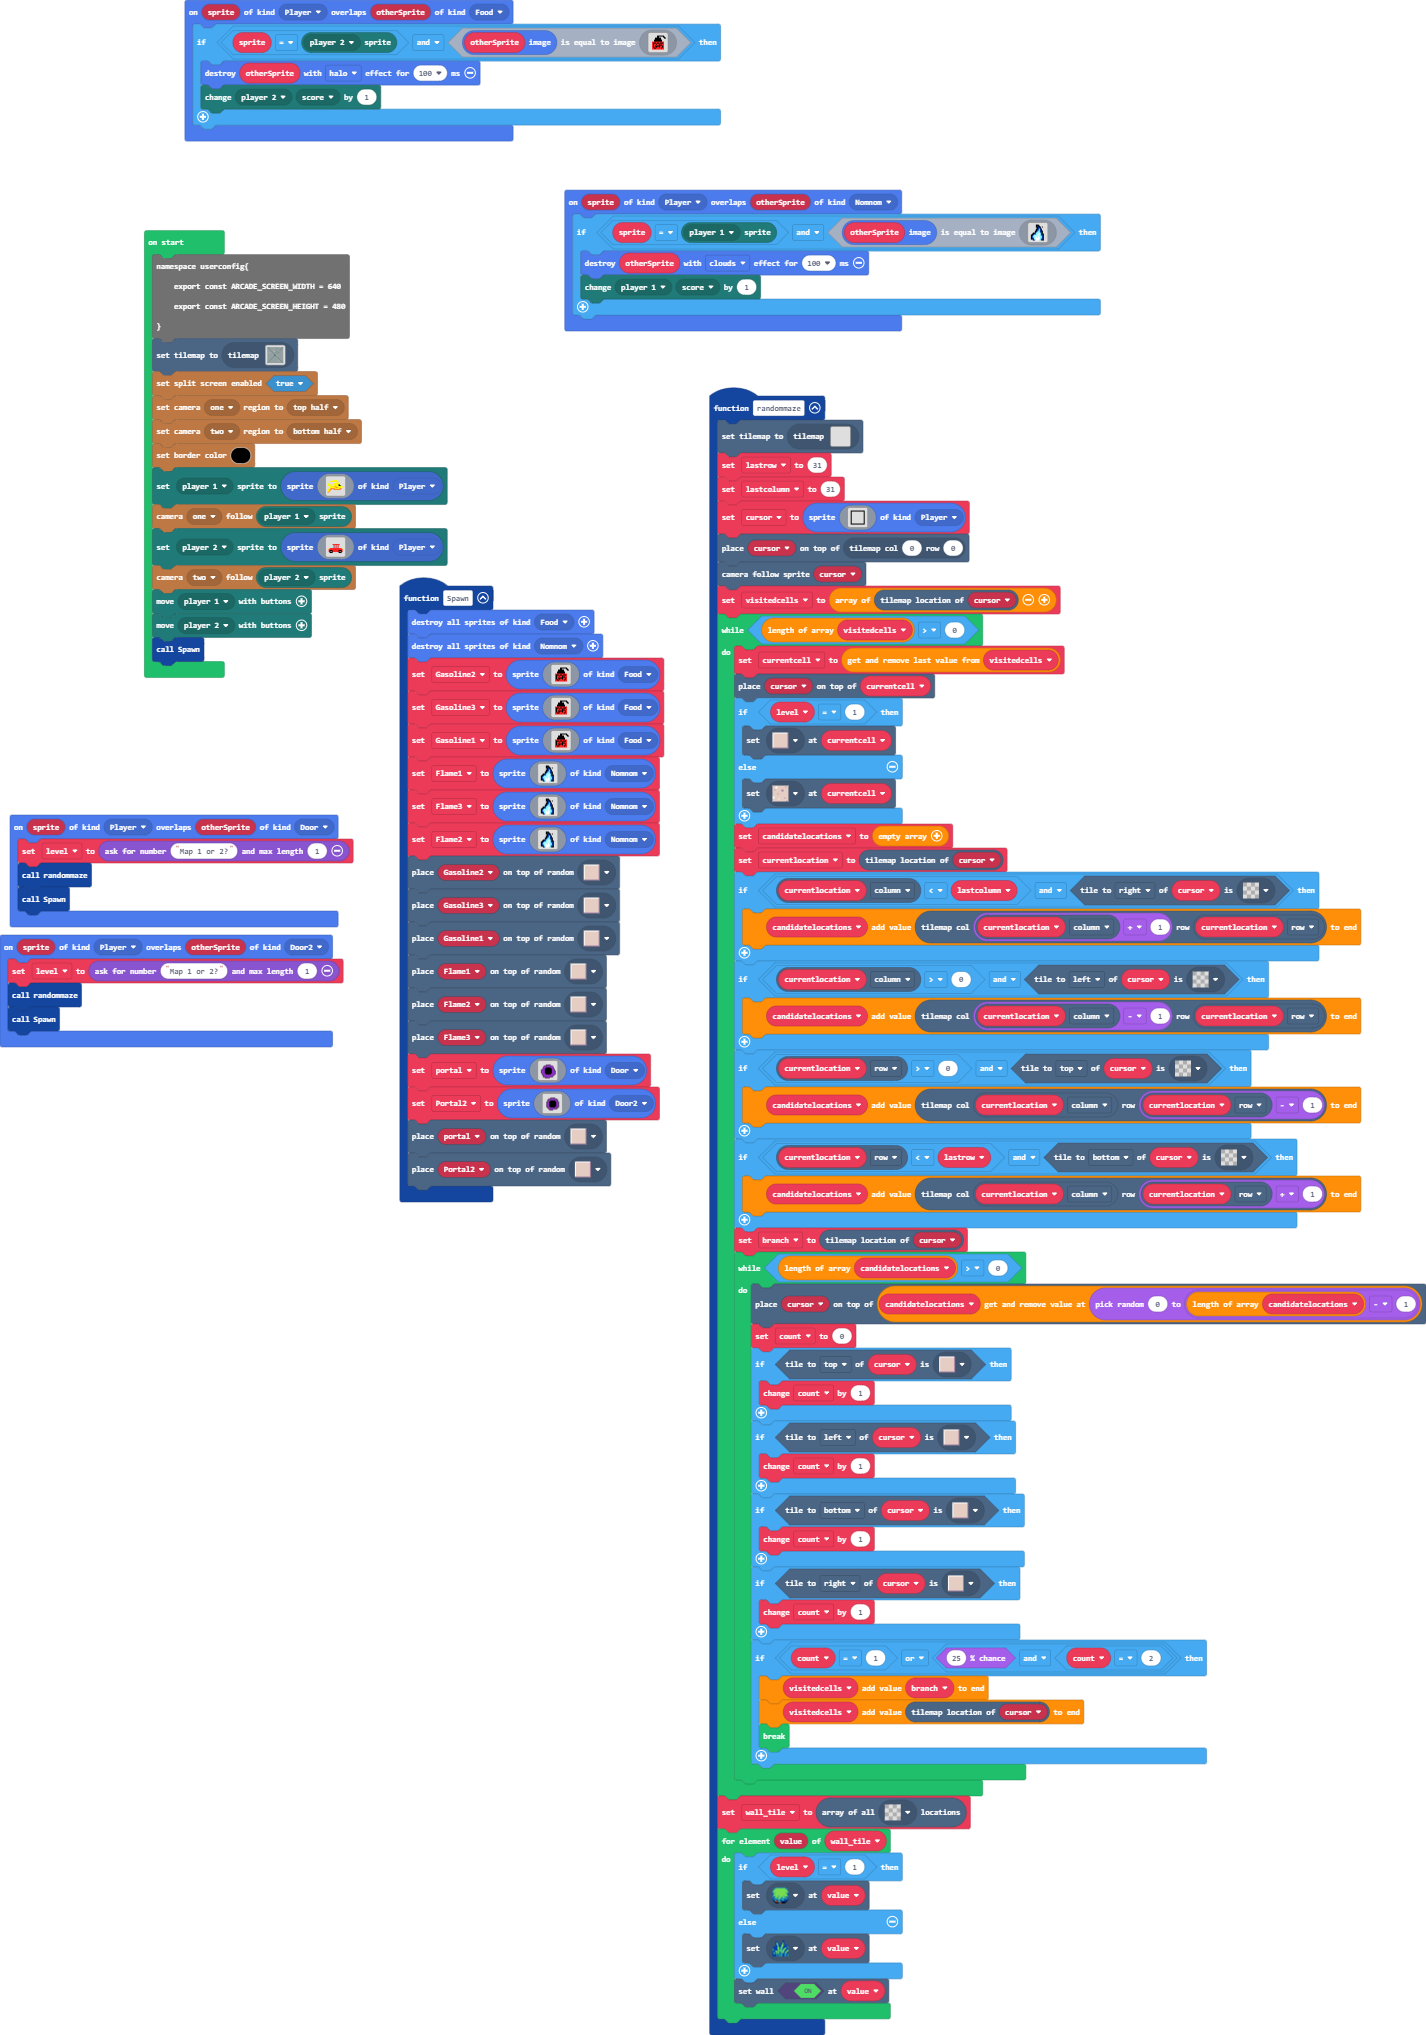 on sprite of kind Player overlaps otherSprite of kind Food
if sprite = player 2 sprite and otherSprite image is equal to image then
destroy otherSprite with halo effect for 100 ms
change player 2 score by 1
on sprite of kind Player overlaps otherSprite of kind Nomnom
if sprite = player 1 sprite and otherSprite image is equal to image then
destroy otherSprite with clouds effect for 100 ms
change player 1 score by 1
on start
namespace userconfig{
export const ARCADE_SCREEN_WIDTH = 640
export const ARCADE_SCREEN_HEIGHT = 480
}
set tilemap to tilemap
set split screen enabled true
set camera one region to top half
set camera two region to bottom half
set border color
set player 1 sprite to sprite of kind Player
camera one follow player 1 sprite
set player 2 sprite to sprite of kind Player
camera two follow player 2 sprite
move player 1 with buttons
move player 2 with buttons
call Spawn
on sprite of kind Player overlaps otherSprite of kind Door
set level to ask for number "Map 1 or 2?" and max length 1
call randommaze
call Spawn
on sprite of kind Player overlaps otherSprite of kind Door2
set level to ask for number "Map 1 or 2?" and max length 1
call randommaze
call Spawn
function Spawn
destroy all sprites of kind Food
destroy all sprites of kind Nomnom
set Gasoline2 to sprite of kind Food
set Gasoline3 to sprite of kind Food
set Gasoline1 to sprite of kind Food
set Flame1 to sprite of kind Nomnom
set Flame3 to sprite of kind Nomnom
set Flame2 to sprite of kind Nomnom
place Gasoline2 on top of random
place Gasoline3 on top of random
place Gasoline1 on top of random
place Flame1 on top of random
place Flame2 on top of random
place Flame3 on top of random
set portal to sprite of kind Door
set Portal2 to sprite of kind Door2
place portal on top of random
place Portal2 on top of random
function randommaze
set tilemap to tilemap
set lastrow to 31
set lastcolumn to 31
set cursor to sprite of kind Player
place cursor on top of tilemap col 0 row 0
camera follow sprite cursor
set visitedcells to array of tilemap location of cursor
while length of array visitedcells > 0
do
set currentcell to get and remove last value from visitedcells
place cursor on top of currentcell
if level = 1 then
set at currentcell
else
set at currentcell
set candidatelocations to empty array
set currentlocation to tilemap location of cursor
if currentlocation column < lastcolumn and tile to right of cursor is then
candidatelocations add value tilemap col currentlocation column + 1 row currentlocation row to end
if currentlocation column > 0 and tile to left of cursor is then
candidatelocations add value tilemap col currentlocation column - 1 row currentlocation row to end
if currentlocation row > 0 and tile to top of cursor is then
candidatelocations add value tilemap col currentlocation column row currentlocation row - 1 to end
if currentlocation row < lastrow and tile to bottom of cursor is then
candidatelocations add value tilemap col currentlocation column row currentlocation row + 1 to end
set branch to tilemap location of cursor
while length of array candidatelocations > 0
do
place cursor on top of candidatelocations get and remove value at pick random 0 to length of array candidatelocations - 1
set count to 0
if tile to top of cursor is then
change count by 1
if tile to left of cursor is then
change count by 1
if tile to bottom of cursor is then
change count by 1
if tile to right of cursor is then
change count by 1
if count = 1 or 25 % chance and count = 2 then
visitedcells add value branch to end
visitedcells add value tilemap location of cursor to end
break
set wall_tile to array of all locations
for element value of wall_tile
do
if level = 1 then
set at value
else
set at value
set wall ON at value